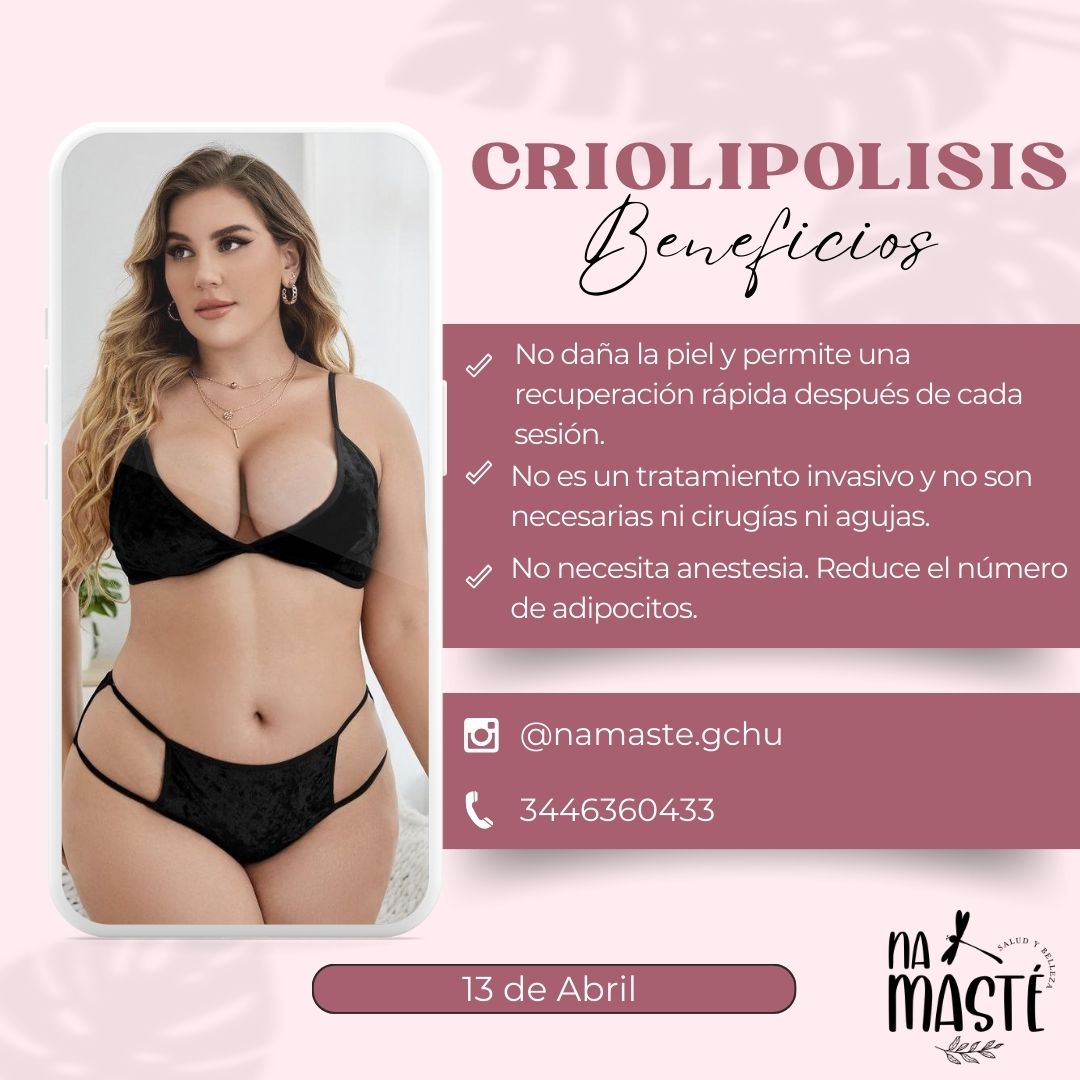 CRIOLIPOLISIS
Beneficios
No daña la piel y permite una
recuperación rápida después de cada
sesión.
No es un tratamiento invasivo y no son
necesarias ni cirugías ni agujas.
No necesita anestesia. Reduce el número
de adipocitos.
@namaste.gchu
3446360433
13 de Abril
NA
MASTÉ
SALUD Y BELLEZA